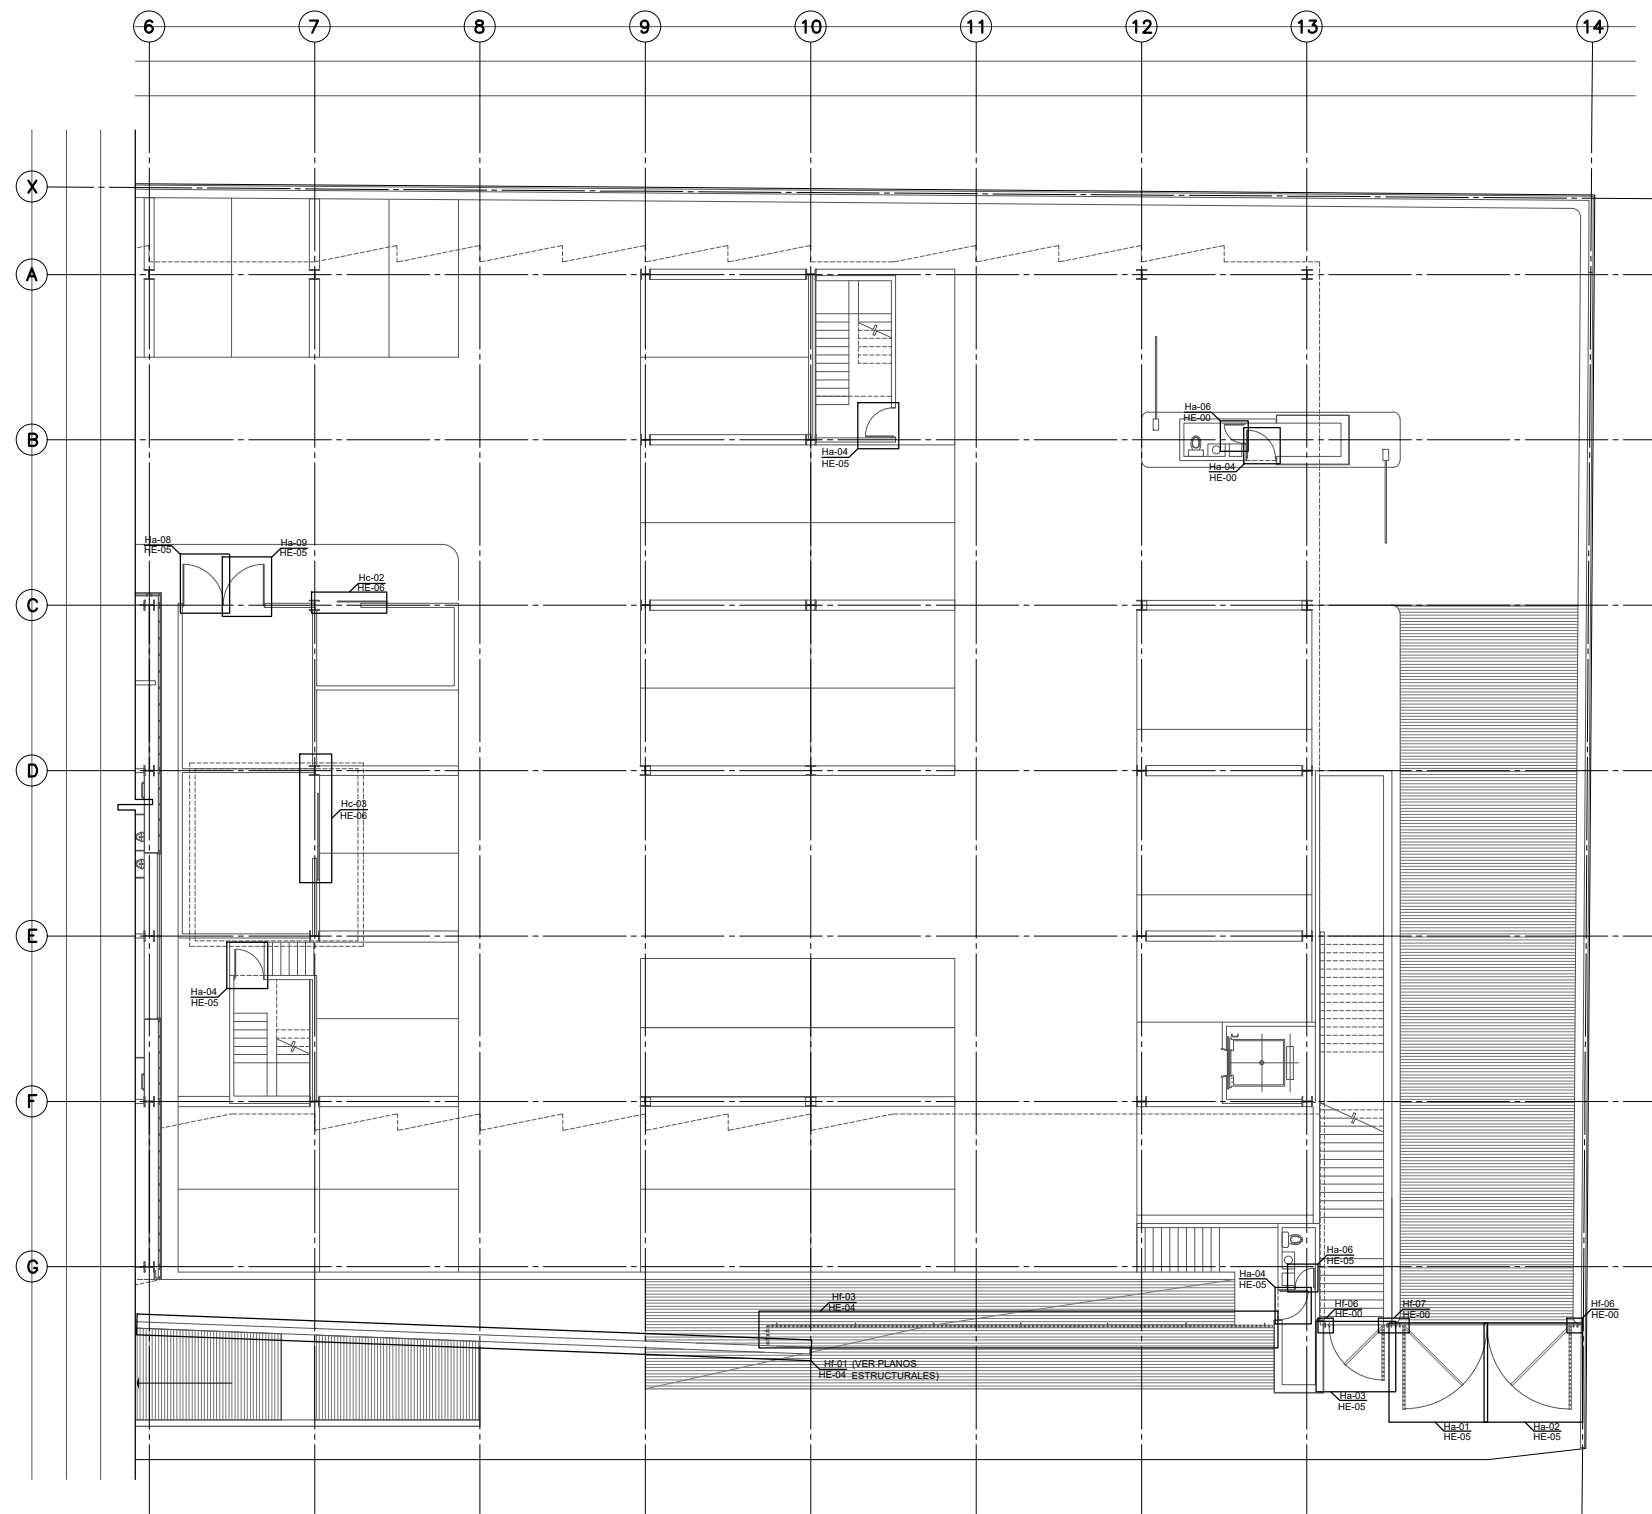 6 7 8 9 10 11 12 13 14
X
A
Ha-06
HE-00
B
Ha-04
HE-05
Ha-04
HE-00
Ha-08
HE-05
Ha-09
HE-05
Hc-02
HE-06
C
D
Hc-03
HE-06
E
Ha-04
HE-05
F
G
Ha-06
HE-05
Ha-04
HE-05
Hf-03
HE-04
Hf-06
HE-00
Hf-07
HE-00
Hf-06
HE-00
Hf-01 (VER PLANOS
HE-04 ESTRUCTURALES)
Ha-03
HE-05
Ha-01
HE-05
Ha-02
HE-05